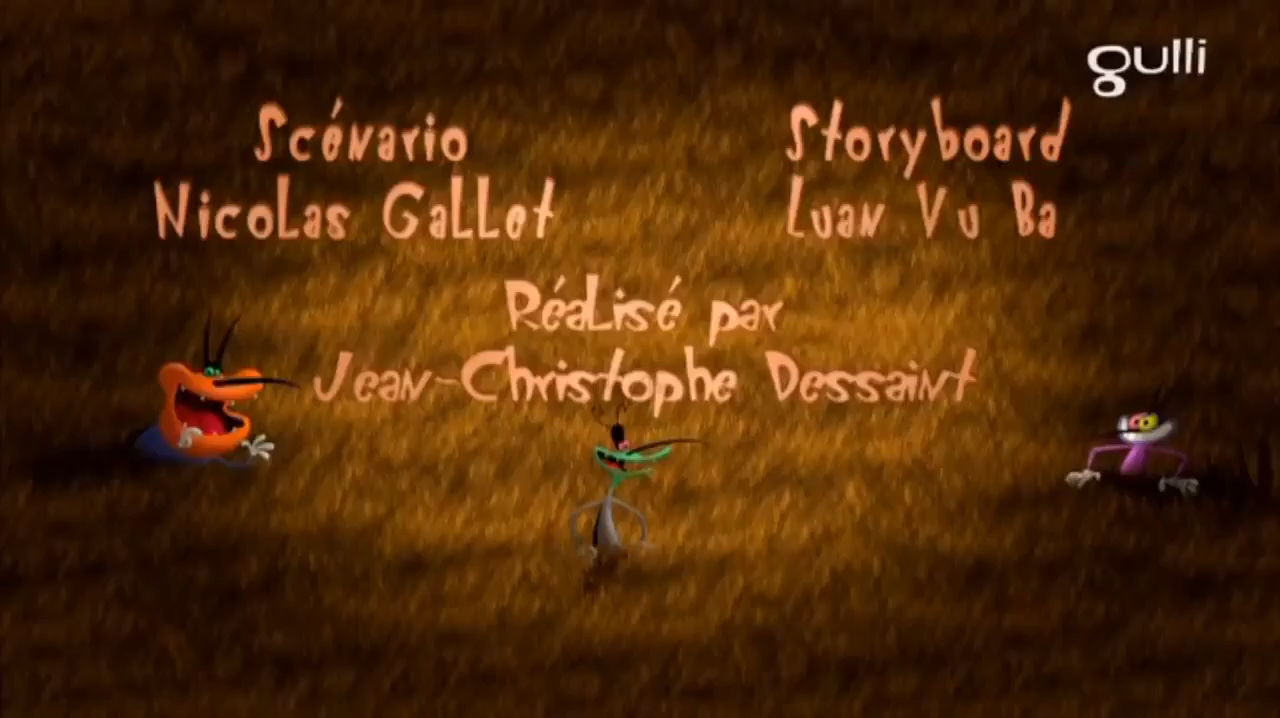 gulli
Scénario
Nicolas Gallet
Storyboard
Luan Vu Ba
Réalisé par
Jean-Christophe Dessaint